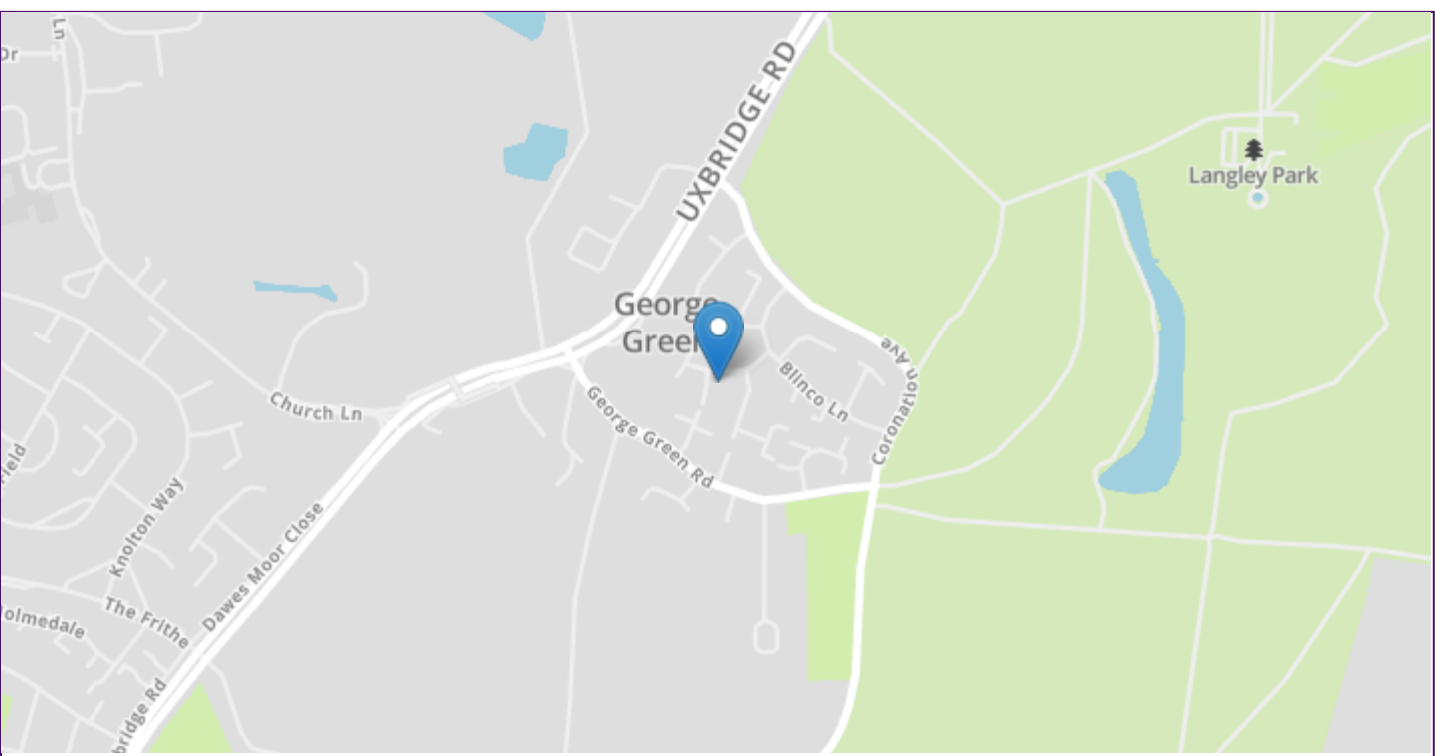 Ln
Dr
UXBRIDGE RD
Langley Park
George
Green
Coronation Ave
Blinco Ln
Church Ln
George Green Rd
field
Knolton Way
Dawes Moor Close
The Frithe
olmedale
bridge Rd